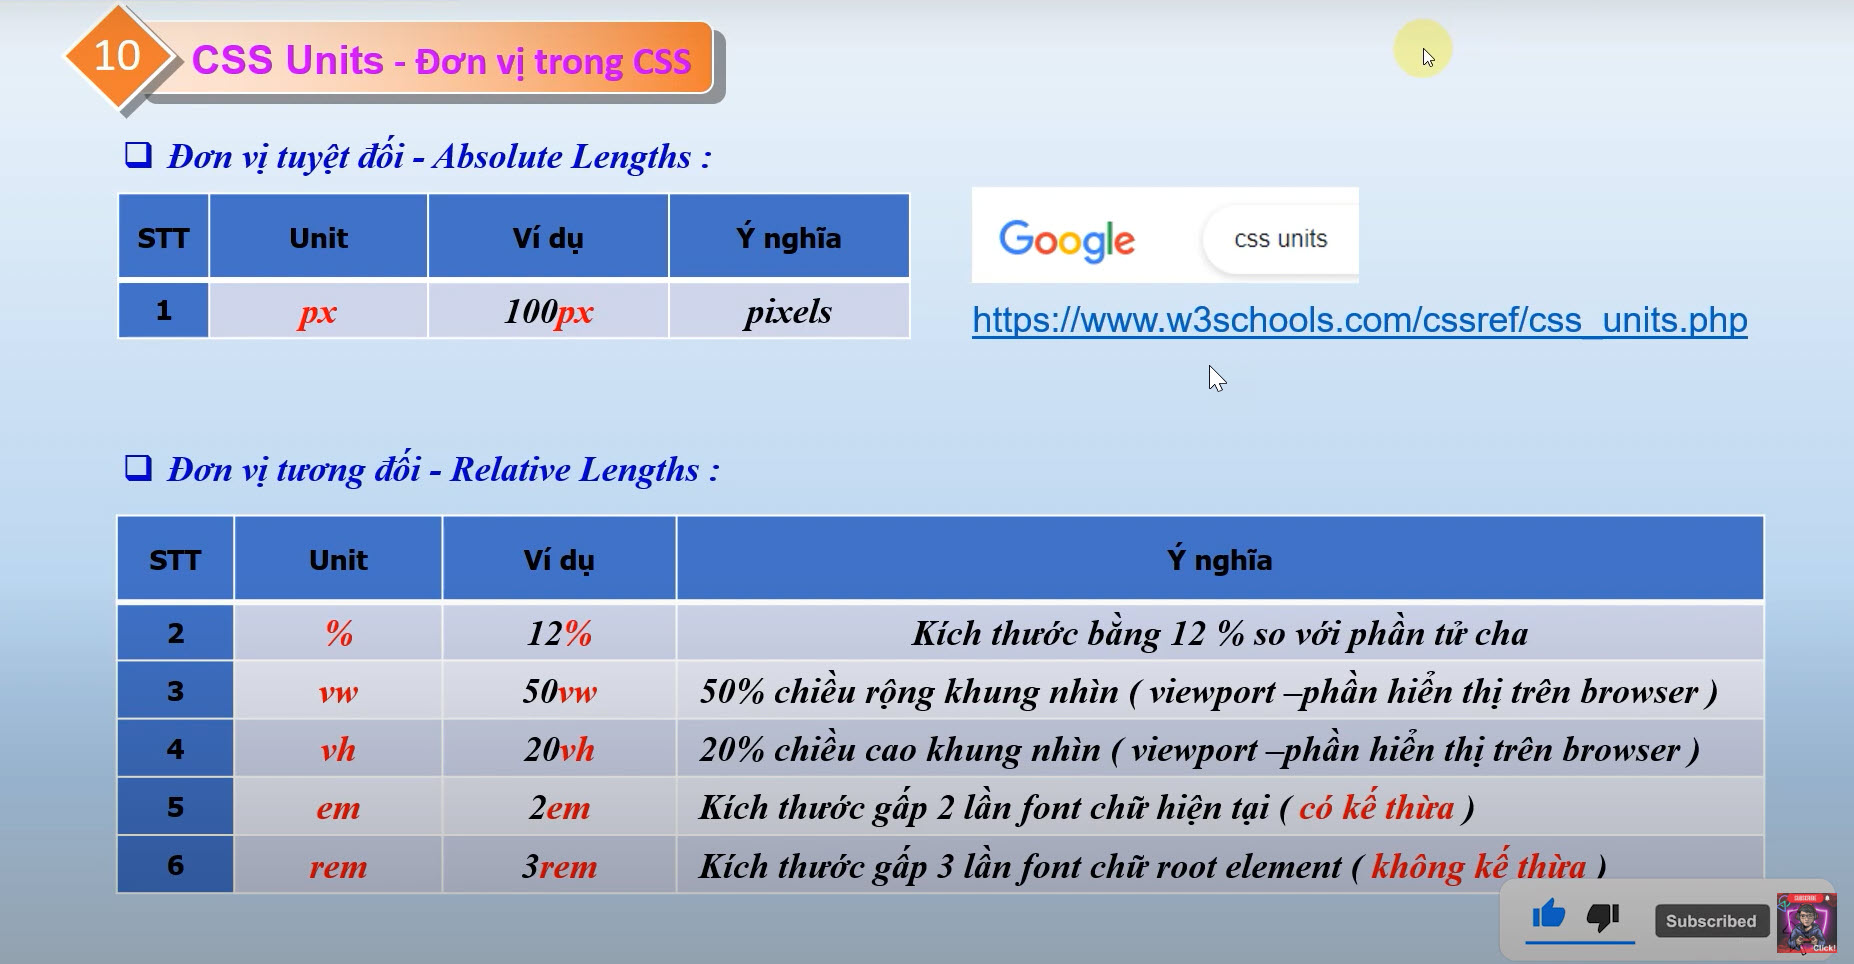 10
CSS Units - Đơn vị trong CSS
Đơn vị tuyệt đối - Absolute Lengths :
STT Unit Ví dụ Ý nghĩa
1 px 100px pixels
Google css units
https://www.w3schools.com/cssref/css_units.php
Đơn vị tương đối - Relative Lengths :
STT Unit Ví dụ Ý nghĩa
2 % 12% Kích thước bằng 12 % so với phần tử cha
3 vw 50vw 50% chiều rộng khung nhìn ( viewport –phần hiển thị trên browser )
4 vh 20vh 20% chiều cao khung nhìn ( viewport –phần hiển thị trên browser )
5 em 2em Kích thước gấp 2 lần font chữ hiện tại ( có kế thừa )
6 rem 3rem Kích thước gấp 3 lần font chữ root element ( không kế thừa )
Subscribed
SUBSCRIBE
Click!